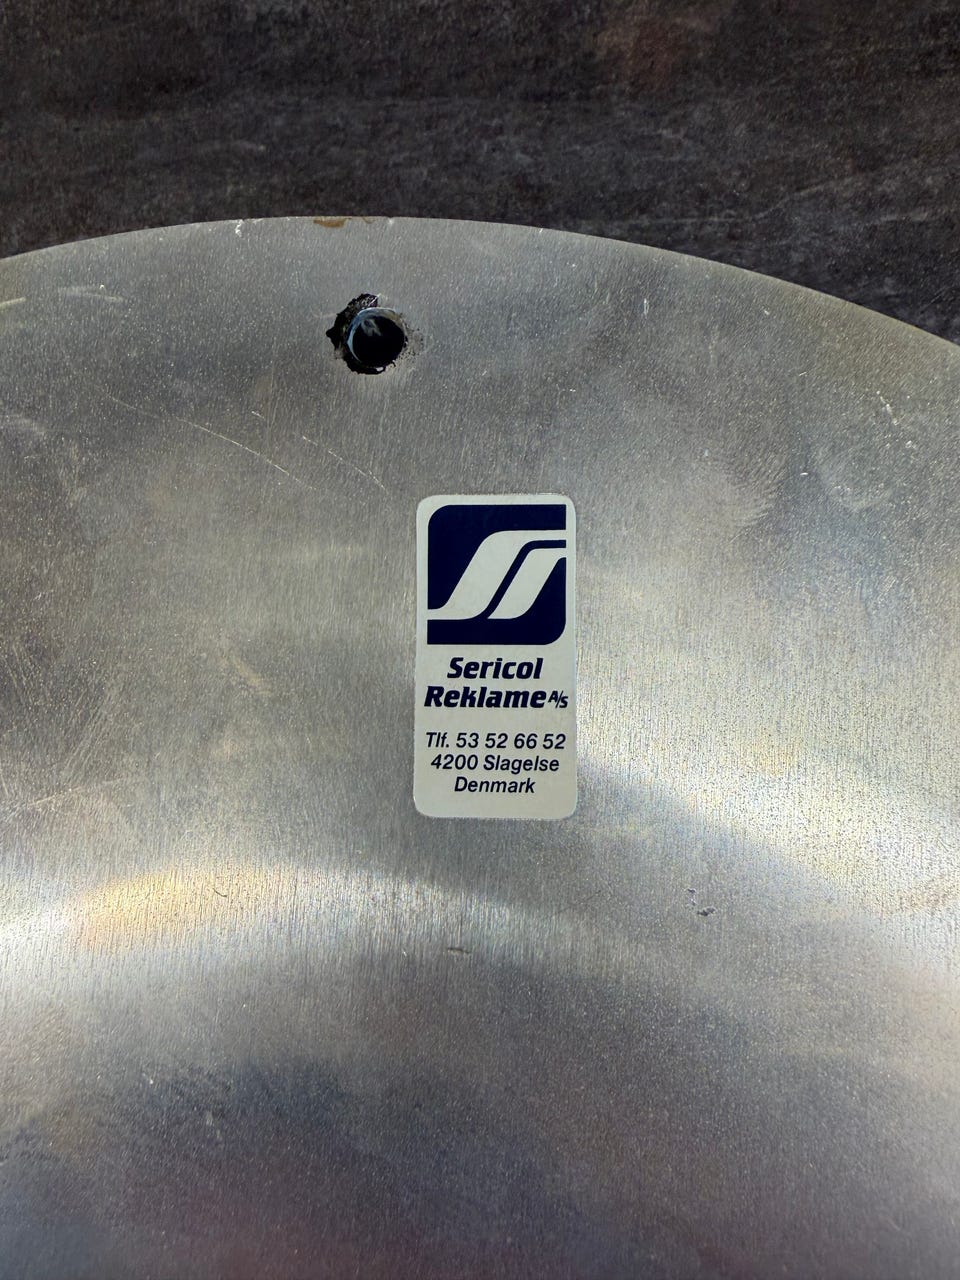 Sericol
Reklame A/S
Tlf. 53 52 66 52
4200 Slagelse
Denmark